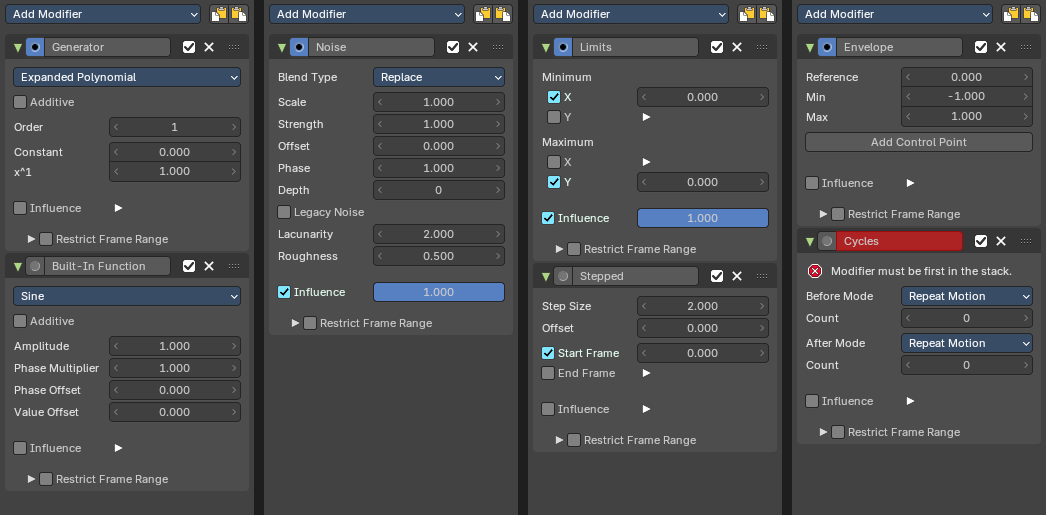 Add Modifier
Generator
Expanded Polynomial
Additive
Order 1
Constant 0.000
x^1 1.000
Influence
Restrict Frame Range
Built-In Function
Sine
Additive
Amplitude 1.000
Phase Multiplier 1.000
Phase Offset 0.000
Value Offset 0.000
Influence
Restrict Frame Range
Add Modifier
Noise
Blend Type Replace
Scale 1.000
Strength 1.000
Offset 0.000
Phase 1.000
Depth 0
Legacy Noise
Lacunarity 2.000
Roughness 0.500
Influence 1.000
Restrict Frame Range
Add Modifier
Limits
Minimum
X 0.000
Y
Maximum
X
Y 0.000
Influence 1.000
Restrict Frame Range
Stepped
Step Size 2.000
Offset 0.000
Start Frame 0.000
End Frame
Influence
Restrict Frame Range
Add Modifier
Envelope
Reference 0.000
Min -1.000
Max 1.000
Add Control Point
Influence
Restrict Frame Range
Cycles
Modifier must be first in the stack.
Before Mode Repeat Motion
Count 0
After Mode Repeat Motion
Count 0
Influence
Restrict Frame Range